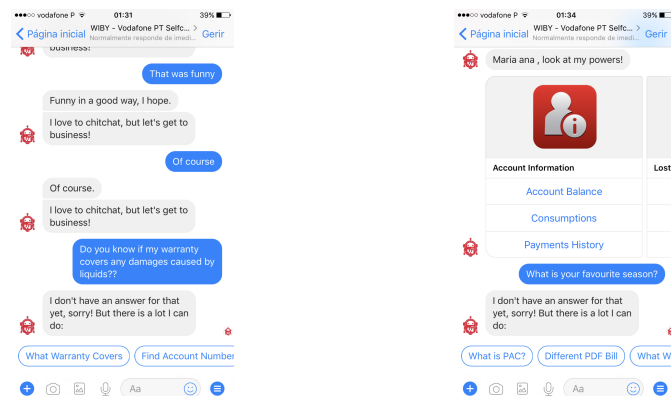 vodafone P
01:31
39%
Página inicial
WIBY - Vodafone PT Selfc...
Normalmente responde de imedi...
Gerir
business!
That was funny
Funny in a good way, I hope.
I love to chitchat, but let's get to
business!
Of course
Of course.
I love to chitchat, but let's get to
business!
Do you know if my warranty
covers any damages caused by
liquids??
I don't have an answer for that
yet, sorry! But there is a lot I can
do:
What Warranty Covers
Find Account Number
Aa
vodafone P
01:34
39%
Página inicial
WIBY - Vodafone PT Selfc...
Normalmente responde de imedi...
Gerir
Maria ana , look at my powers!
Account Information
Lost
Account Balance
Consumptions
Payments History
What is your favourite season?
I don't have an answer for that
yet, sorry! But there is a lot I can
do:
What is PAC?
Different PDF Bill
What W
Aa